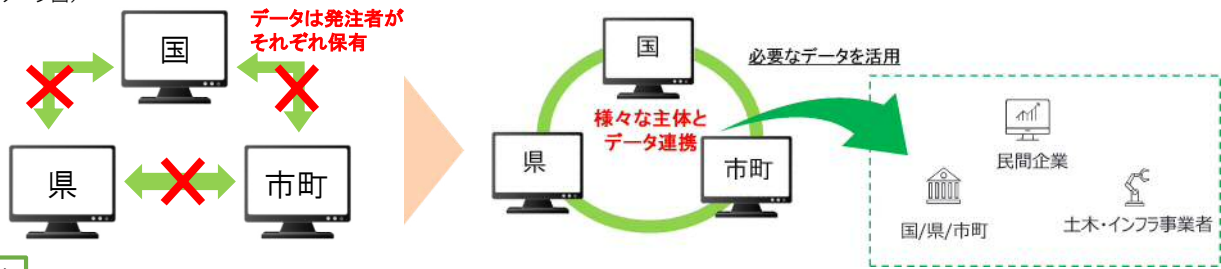 データは発注者が
それぞれ保有
国
県
市町
国
県
市町
様々な主体と
データ連携
必要なデータを活用
民間企業
国/県/市町
土木・インフラ事業者